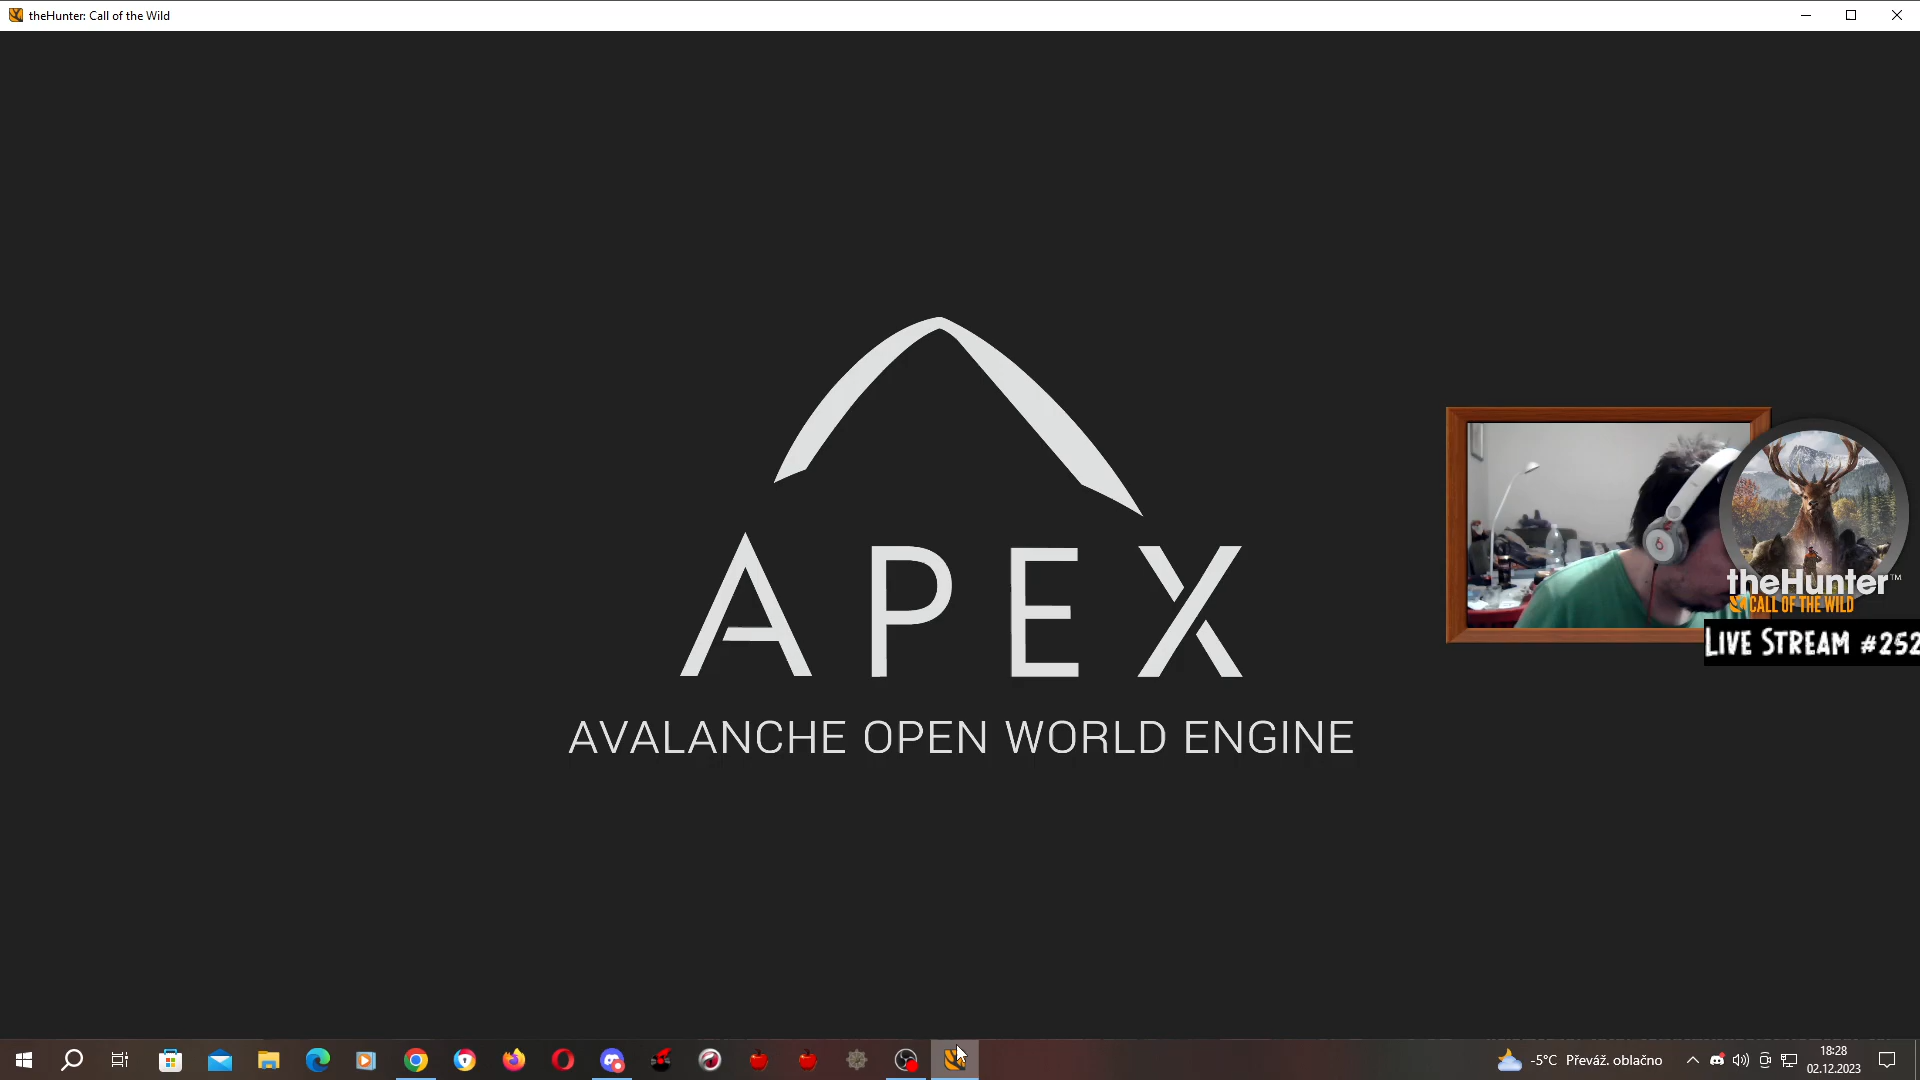 theHunter: Call of the Wild
APEX
AVALANCHE OPEN WORLD ENGINE
theHunter™
CALL OF THE WILD
LIVE STREAM #252
-5°C Převáž. oblačno
18:28
02.12.2023